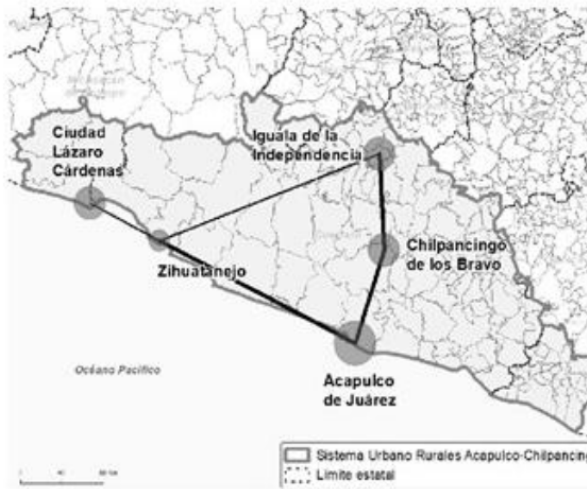 Ciudad
Lázaro
Cárdenas
Iguala de la
Independencia
Zihuatanejo
Chilpancingo
de los Bravo
Acapulco
de Juárez
Océano Pacífico
Sistema Urbano Rurales Acapulco-Chilpancing
Límite estatal